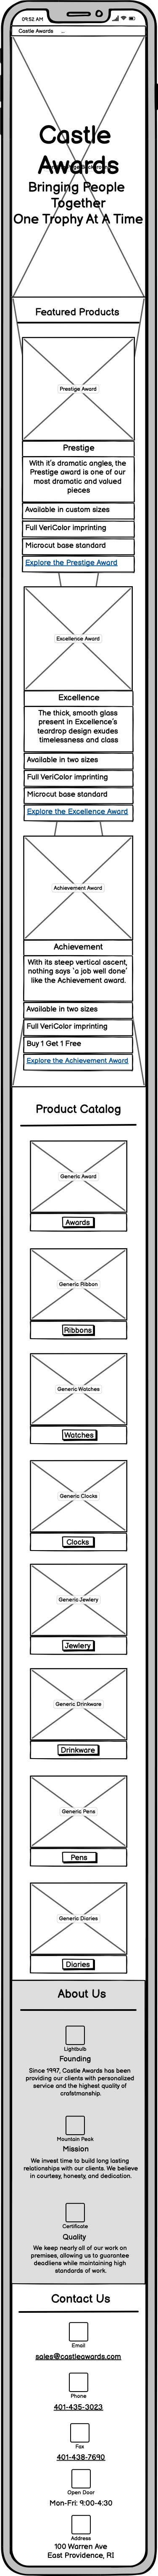 09:52 AM
Castle Awards ...
Castle
Awards
Bringing People
Together
One Trophy At A Time
Featured Products
Prestige Award
Prestige
With it's dramatic angles, the
Prestige award is one of our
most dramatic and valued
pieces
Available in custom sizes
Full VeriColor imprinting
Microcut base standard
Explore the Prestige Award
Excellence Award
Excellence
The thick, smooth glass
present in Excellence's
teardrop design exudes
timelessness and class
Available in two sizes
Full VeriColor imprinting
Microcut base standard
Explore the Excellence Award
Achievement Award
Achievement
With its steep vertical ascent,
nothing says 'a job well done'
like the Achievement award.
Available in two sizes
Full VeriColor imprinting
Buy 1 Get 1 Free
Explore the Achievement Award
Product Catalog
Generic Award
Awards
Generic Ribbon
Ribbons
Generic Watches
Watches
Generic Clocks
Clocks
Generic Jewlery
Jewlery
Generic Drinkware
Drinkware
Generic Pens
Pens
Generic Diaries
Diaries
About Us
Lightbulb
Founding
Since 1997, Castle Awards has been
providing our clients with personalized
service and the highest quality of
craftsmanship.
Mountain Peak
Mission
We invest time to build long lasting
relationships with our clients. We believe
in courtesy, honesty, and dedication.
Certificate
Quality
We keep nearly all of our work on
premises, allowing us to guarantee
deadliens while maintaining high
standards of work.
Contact Us
Email
sales@castleawards.com
Phone
401-435-3023
Fax
401-438-7690
Open Door
Mon-Fri: 9:00-4:30
Address
100 Warren Ave
East Providence, RI